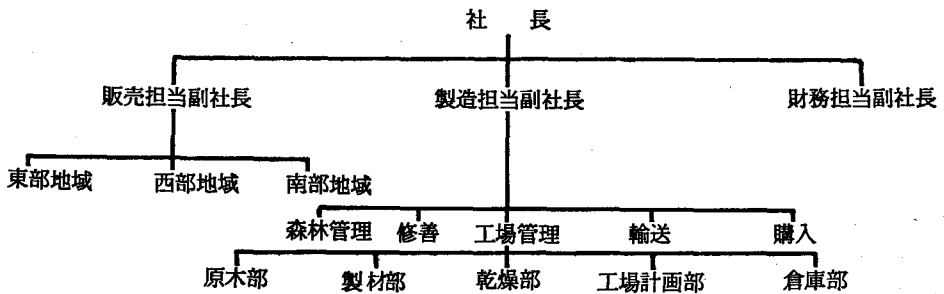 社 長
販売担当副社長 製造担当副社長 財務担当副社長
東部地域 西部地域 南部地域
森林管理 修善 工場管理 輸送 購入
原木部 製材部 乾燥部 工場計画部 倉庫部